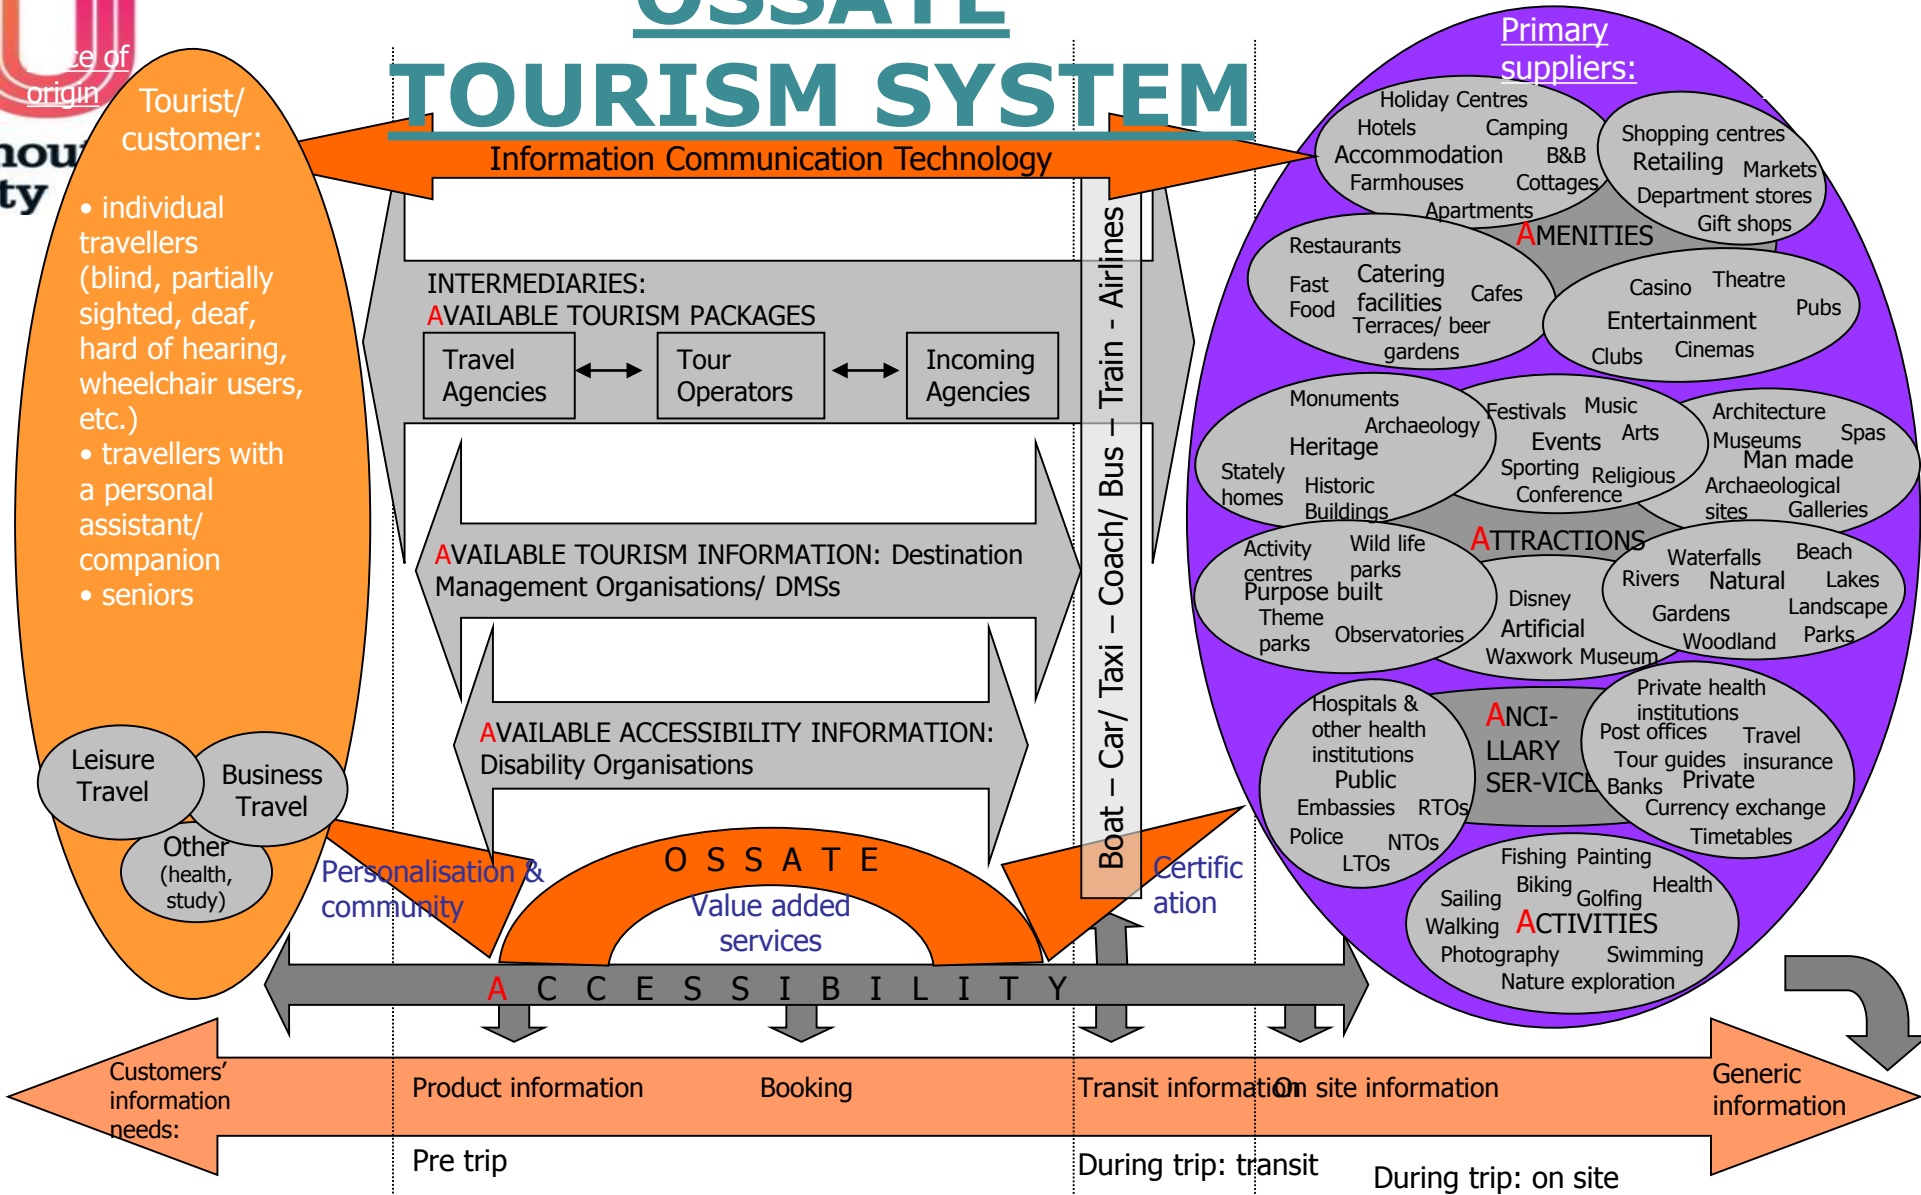 OSSATE
TOURISM SYSTEM
ce of
origin
Tourist/
customer:
• individual
travellers
(blind, partially
sighted, deaf,
hard of hearing,
wheelchair users,
etc.)
• travellers with
a personal
assistant/
companion
• seniors
Leisure
Travel
Business
Travel
Other
(health,
study)
Information Communication Technology
INTERMEDIARIES:
AVAILABLE TOURISM PACKAGES
Travel
Agencies
Tour
Operators
Incoming
Agencies
AVAILABLE TOURISM INFORMATION: Destination
Management Organisations/ DMSs
AVAILABLE ACCESSIBILITY INFORMATION:
Disability Organisations
Boat – Car/ Taxi – Coach/ Bus – Train - Airlines
O S S A T E
Value added
services
Personalisation &
community
Certific
ation
A C C E S S I B I L I T Y
Primary
suppliers:
Holiday Centres
Hotels Camping
Accommodation B&B
Farmhouses Cottages
Apartments
Shopping centres
Retailing Markets
Department stores
Gift shops
AMENITIES
Restaurants
Fast
Food
Catering
facilities
Cafes
Terraces/ beer
gardens
Casino Theatre
Pubs
Entertainment
Clubs Cinemas
Monuments
Archaeology
Heritage
Stately
homes
Historic
Buildings
Festivals Music
Events Arts
Sporting Religious
Conference
Architecture
Museums Spas
Man made
Archaeological
sites Galleries
ATTRACTIONS
Activity
centres
Wild life
parks
Purpose built
Theme
parks
Observatories
Disney
Artificial
Waxwork Museum
Waterfalls Beach
Rivers Natural Lakes
Gardens Landscape
Woodland Parks
Hospitals &
other health
institutions
Public
Embassies RTOs
Police NTOs
LTOs
ANCI-
LLARY
SER-VICE
Private health
institutions
Post offices Travel
insurance
Tour guides
Banks Private
Currency exchange
Timetables
Fishing Painting
Biking Health
Sailing Golfing
Walking ACTIVITIES
Photography Swimming
Nature exploration
Customers'
information
needs:
Product information
Booking
Transit information
On site information
Generic
information
Pre trip
During trip: transit
During trip: on site